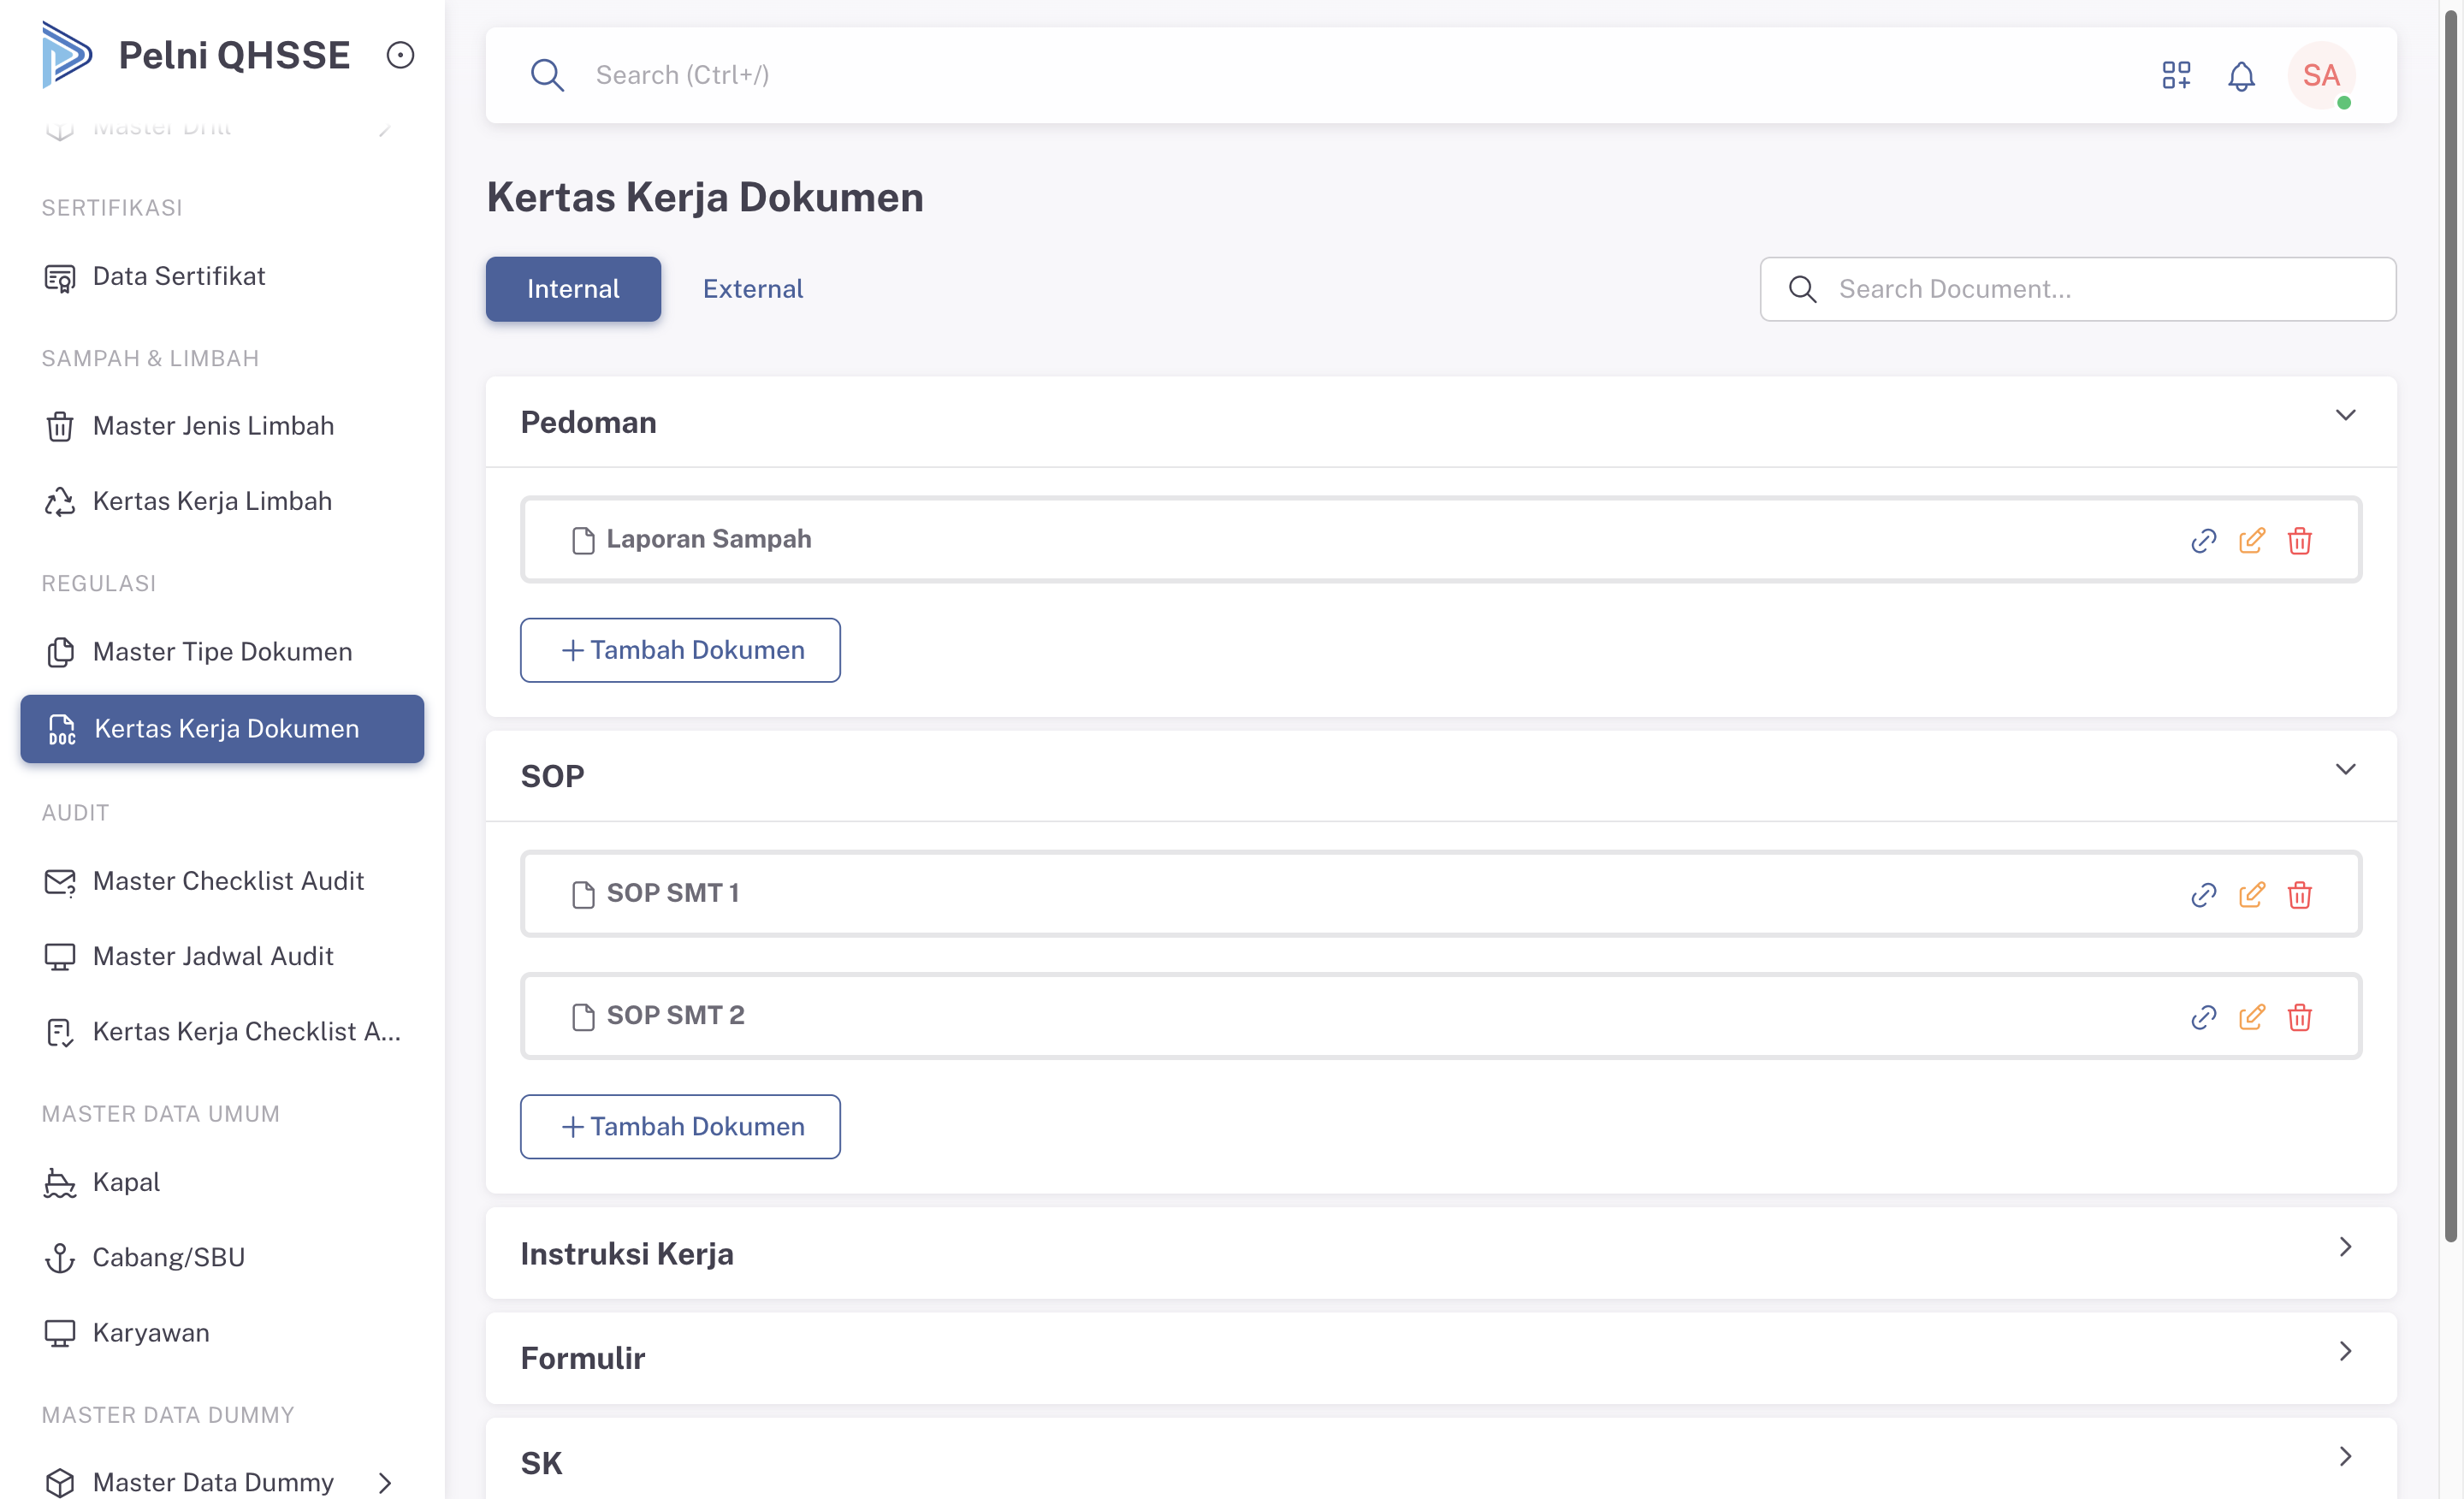 Pelni QHSSE
Master Drill
SERTIFIKASI
Data Sertifikat
SAMPAH & LIMBAH
Master Jenis Limbah
Kertas Kerja Limbah
REGULASI
Master Tipe Dokumen
DOC
Kertas Kerja Dokumen
AUDIT
Master Checklist Audit
Master Jadwal Audit
Kertas Kerja Checklist A...
MASTER DATA UMUM
Kapal
Cabang/SBU
Karyawan
MASTER DATA DUMMY
Master Data Dummy
Search (Ctrl+/)
SA
Kertas Kerja Dokumen
Internal
External
Search Document...
Pedoman
Laporan Sampah
+ Tambah Dokumen
SOP
SOP SMT 1
SOP SMT 2
+ Tambah Dokumen
Instruksi Kerja
Formulir
SK